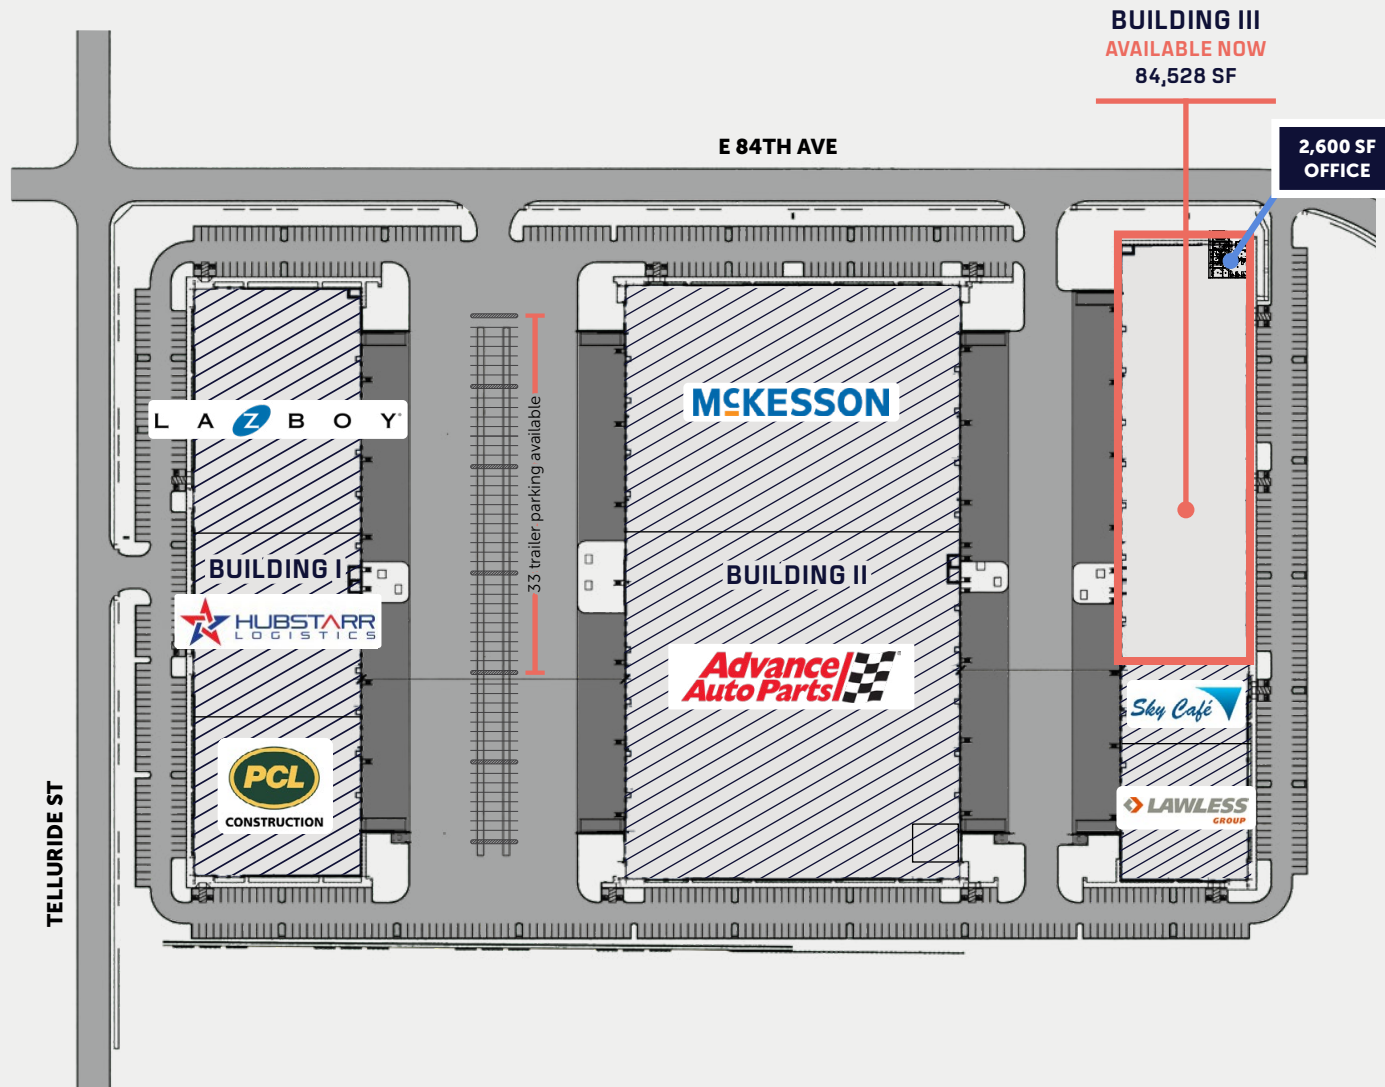 BUILDING III
AVAILABLE NOW
84,528 SF
2,600 SF
OFFICE
E 84TH AVE
LAZBOY
BUILDING I
HUBSTARR
LOGISTICS
PCL
CONSTRUCTION
33 trailer parking available
MCKESSON
BUILDING II
Advance
Auto Parts
Sky Café
LAWLESS
GROUP
TELLURIDE ST